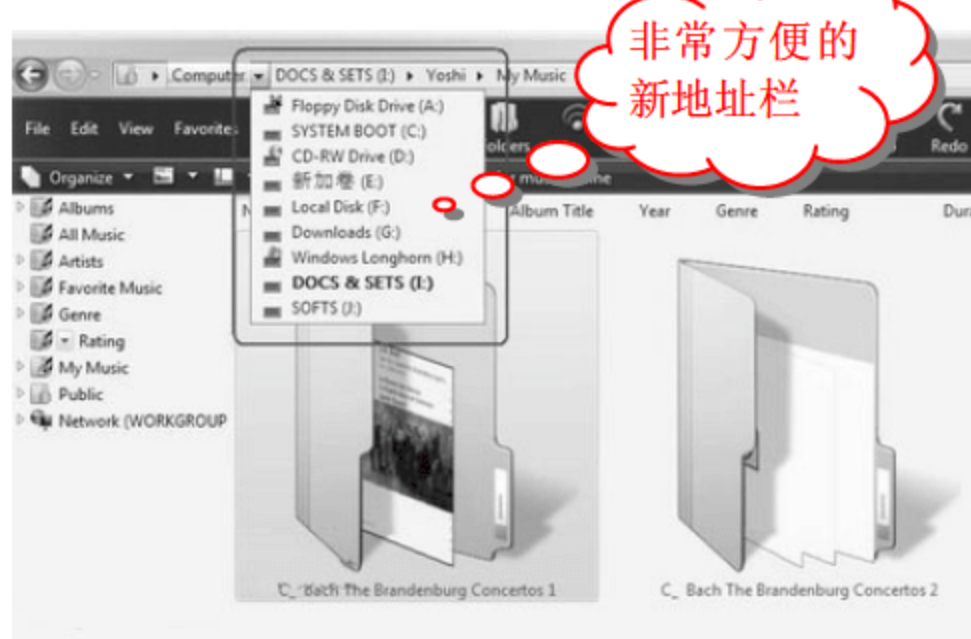 非常方便的
新地址栏
Computer DOCS & SETS (I:) Yoshi My Music
Floppy Disk Drive (A:)
SYSTEM BOOT (C:)
CD-RW Drive (D:)
新加卷 (E:)
Local Disk (F:)
Downloads (G:)
Windows Longhorn (H:)
DOCS & SETS (I:)
SOFTS (J:)
File Edit View Favorites Redo
Organize
Album Title Year Genre Rating
Albums
All Music
Artists
Favorite Music
Genre
Rating
My Music
Public
Network (WORKGROUP
C_ Bach The Brandenburg Concertos 1
C_ Bach The Brandenburg Concertos 2